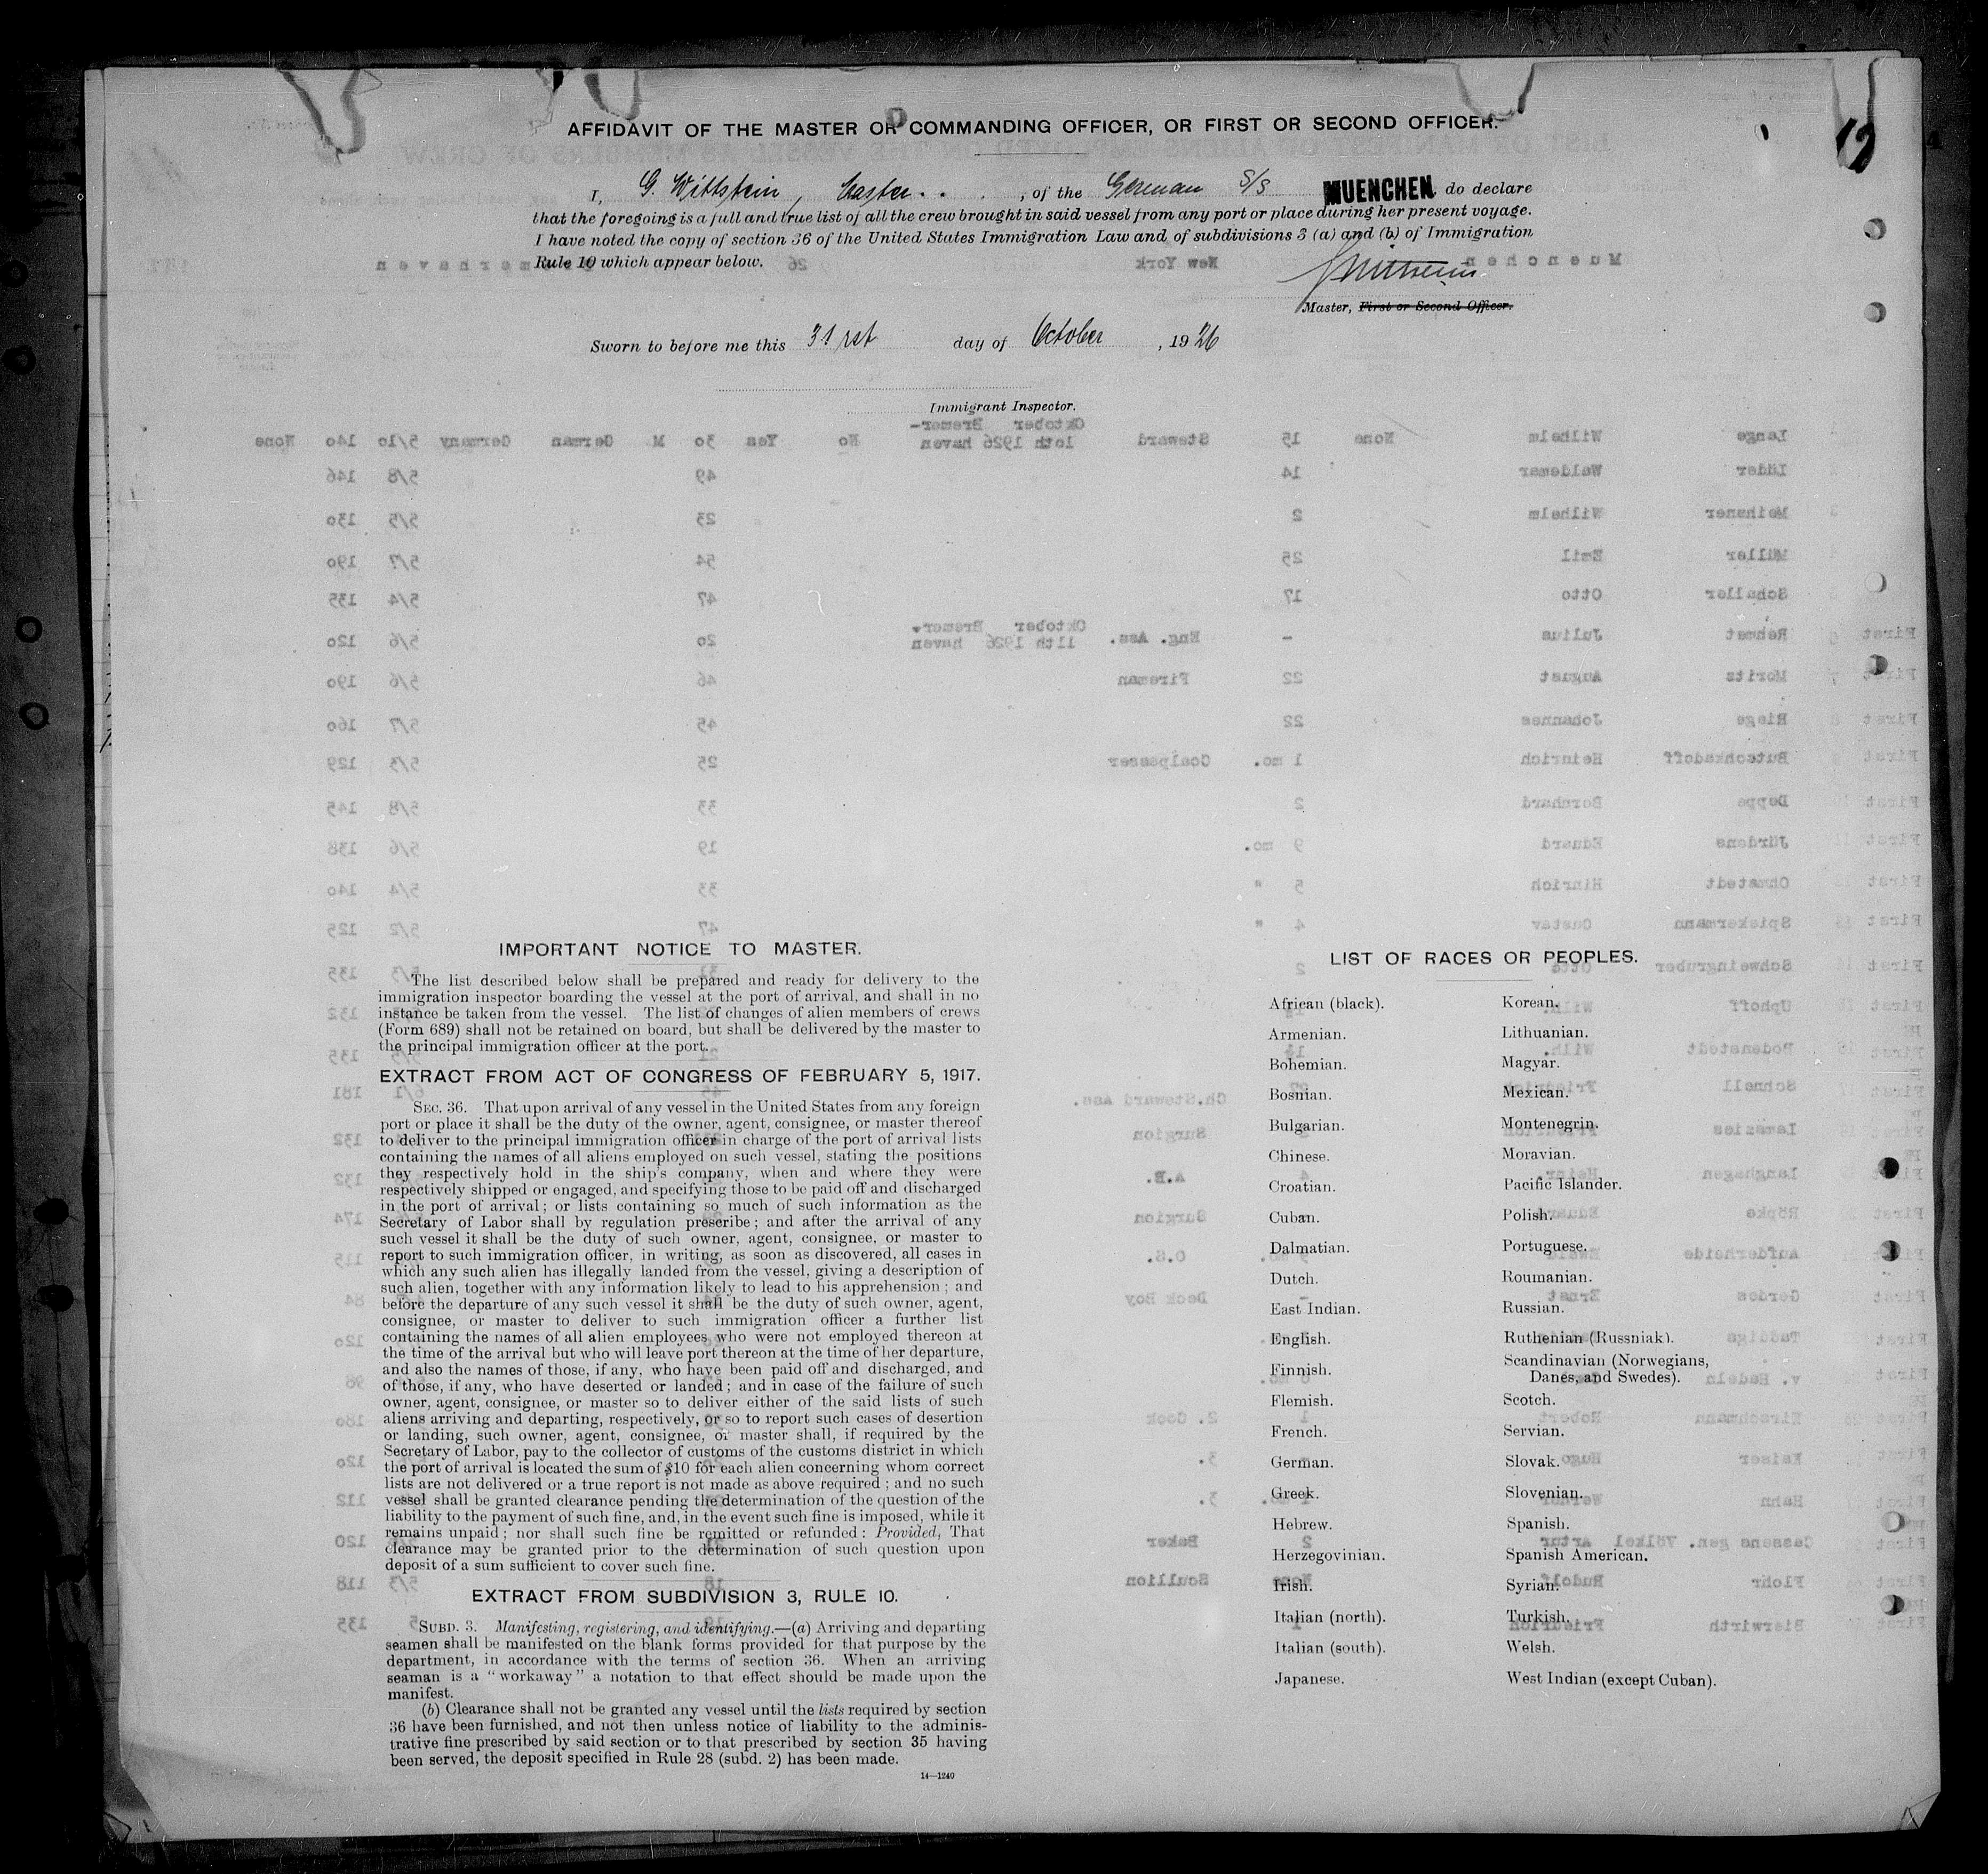 AFFIDAVIT OF THE MASTER OR COMMANDING OFFICER, OR FIRST OR SECOND OFFICER.
12
I, G. Wittstein, Master, of the German S/S MUENCHEN, do declare
that the foregoing is a full and true list of all the crew brought in said vessel from any port or place during her present voyage.
I have noted the copy of section 36 of the United States Immigration Law and of subdivisions 3 (a) and (b) of Immigration
Rule 10 which appear below.
Master, First or Second Officer.
Sworn to before me this 31rst day of October, 1926
Immigrant Inspector.
IMPORTANT NOTICE TO MASTER.
The list described below shall be prepared and ready for delivery to the
immigration inspector boarding the vessel at the port of arrival, and shall in no
instance be taken from the vessel. The list of changes of alien members of crews
(Form 689) shall not be retained on board, but shall be delivered by the master to
the principal immigration officer at the port.
EXTRACT FROM ACT OF CONGRESS OF FEBRUARY 5, 1917.
SEC. 36. That upon arrival of any vessel in the United States from any foreign
port or place it shall be the duty of the owner, agent, consignee, or master thereof
to deliver to the principal immigration officer in charge of the port of arrival lists
containing the names of all aliens employed on such vessel, stating the positions
they respectively hold in the ship's company, when and where they were
respectively shipped or engaged, and specifying those to be paid off and discharged
in the port of arrival; or lists containing so much of such information as the
Secretary of Labor shall by regulation prescribe; and after the arrival of any
such vessel it shall be the duty of such owner, agent, consignee, or master to
report to such immigration officer, in writing, as soon as discovered, all cases in
which any such alien has illegally landed from the vessel, giving a description of
such alien, together with any information likely to lead to his apprehension; and
before the departure of any such vessel it shall be the duty of such owner, agent,
consignee, or master to deliver to such immigration officer a further list
containing the names of all alien employees who were not employed thereon at
the time of the arrival but who will leave port thereon at the time of her departure,
and also the names of those, if any, who have been paid off and discharged, and
of those, if any, who have deserted or landed; and in case of the failure of such
owner, agent, consignee, or master so to deliver either of the said lists of such
aliens arriving and departing, respectively, or so to report such cases of desertion
or landing, such owner, agent, consignee, or master shall, if required by the
Secretary of Labor, pay to the collector of customs of the customs district in which
the port of arrival is located the sum of $10 for each alien concerning whom correct
lists are not delivered or a true report is not made as above required; and no such
vessel shall be granted clearance pending the determination of the question of the
liability to the payment of such fine, and, in the event such fine is imposed, while it
remains unpaid; nor shall such fine be remitted or refunded: Provided, That
clearance may be granted prior to the determination of such question upon
deposit of a sum sufficient to cover such fine.
EXTRACT FROM SUBDIVISION 3, RULE 10.
SUBD. 3. Manifesting, registering, and identifying.—(a) Arriving and departing
seamen shall be manifested on the blank forms provided for that purpose by the
department, in accordance with the terms of section 36. When an arriving
seaman is a "workaway" a notation to that effect should be made upon the
manifest.
(b) Clearance shall not be granted any vessel until the lists required by section
36 have been furnished, and not then unless notice of liability to the adminis-
trative fine prescribed by said section or to that prescribed by section 35 having
been served, the deposit specified in Rule 28 (subd. 2) has been made.
14—1240
LIST OF RACES OR PEOPLES.
African (black).
Armenian.
Bohemian.
Bosnian.
Bulgarian.
Chinese.
Croatian.
Cuban.
Dalmatian.
Dutch.
East Indian.
English.
Finnish.
Flemish.
French.
German.
Greek.
Hebrew.
Herzegovinian.
Irish.
Italian (north).
Italian (south).
Japanese.
Korean.
Lithuanian.
Magyar.
Mexican.
Montenegrin.
Moravian.
Pacific Islander.
Polish.
Portuguese.
Roumanian.
Russian.
Ruthenian (Russniak).
Scandinavian (Norwegians,
Danes, and Swedes).
Scotch.
Servian.
Slovak.
Slovenian.
Spanish.
Spanish American.
Syrian.
Turkish.
Welsh.
West Indian (except Cuban).